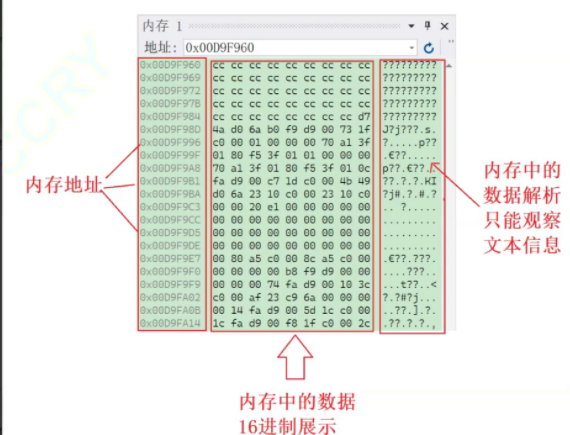 CCRY
内存 1
地址: 0x00D9F960
0x00D9F960 cc cc cc cc cc cc cc cc cc ?????????
0x00D9F969 cc cc cc cc cc cc cc cc cc ?????????
0x00D9F972 cc cc cc cc cc cc cc cc cc ?????????
0x00D9F97B cc cc cc cc cc cc cc cc cc ?????????
0x00D9F984 cc cc cc cc cc cc cc cc d7 ?????????
0x00D9F98D 4a d0 6a b0 f9 d9 00 73 1f J?j???.s.
0x00D9F996 c0 00 01 00 00 00 70 a1 3f ?.....p??
0x00D9F99F 01 80 f5 3f 01 01 00 00 00 .€??.....
0x00D9F9A8 70 a1 3f 01 80 f5 3f 01 0c p??.€??..
0x00D9F9B1 fa d9 00 c7 1d c0 00 4b 49 ??.?.?.KI
0x00D9F9BA d0 6a 23 10 c0 00 23 10 c0 ?j#.?.#.?
0x00D9F9C3 00 00 20 e1 00 00 00 00 00 .. ?.....
0x00D9F9CC 00 00 00 00 00 00 00 00 00 .........
0x00D9F9D5 00 00 00 00 00 00 00 00 00 .........
0x00D9F9DE 00 00 00 00 00 00 00 00 00 .........
0x00D9F9E7 00 80 a5 c0 00 8c a5 c0 00 .€??.???.
0x00D9F9F0 00 00 00 00 b8 f9 d9 00 00 ....???..
0x00D9F9F9 00 00 00 74 fa d9 00 10 3c ...t??..<
0x00D9FA02 c0 00 af 23 c9 6a 00 00 00 ?.?#?j...
0x00D9FA0B 00 14 fa d9 00 5d 1c c0 00 ..??.].?.
0x00D9FA14 1c fa d9 00 f8 1f c0 00 2c .??.?.?.,
内存地址
内存中的
数据解析
只能观察
文本信息
内存中的数据
16进制展示